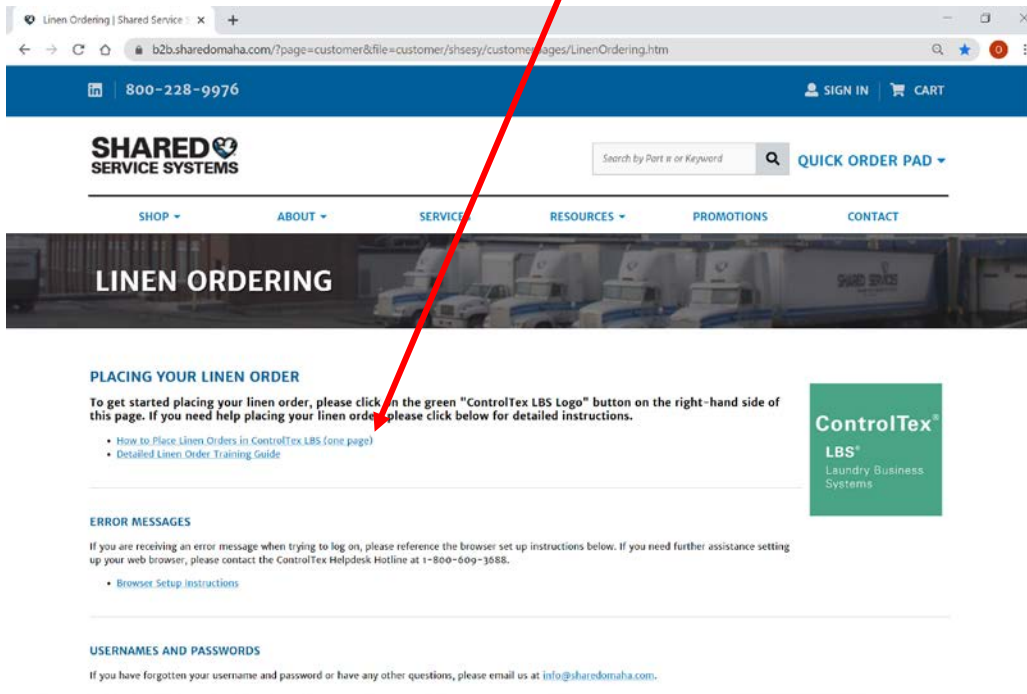 Linen Ordering | Shared Service S
b2b.sharedomaha.com/?page=customer&file=customer/shsesy/customerpages/LinenOrdering.htm
O
in | 800-228-9976
SIGN IN | CART
SHARED
SERVICE SYSTEMS
Search by Part # or Keyword
QUICK ORDER PAD
SHOP ABOUT SERVICES RESOURCES PROMOTIONS CONTACT
LINEN ORDERING
SHARED SERVICES
PLACING YOUR LINEN ORDER
To get started placing your linen order, please click on the green "ControlTex LBS Logo" button on the right-hand side of
this page. If you need help placing your linen order, please click below for detailed instructions.
• How to Place Linen Orders in ControlTex LBS (one page)
• Detailed Linen Order Training Guide
ControlTex®
LBS®
Laundry Business
Systems
ERROR MESSAGES
If you are receiving an error message when trying to log on, please reference the browser set up instructions below. If you need further assistance setting
up your web browser, please contact the ControlTex Helpdesk Hotline at 1-800-609-3688.
• Browser Setup Instructions
USERNAMES AND PASSWORDS
If you have forgotten your username and password or have any other questions, please email us at info@sharedomaha.com.